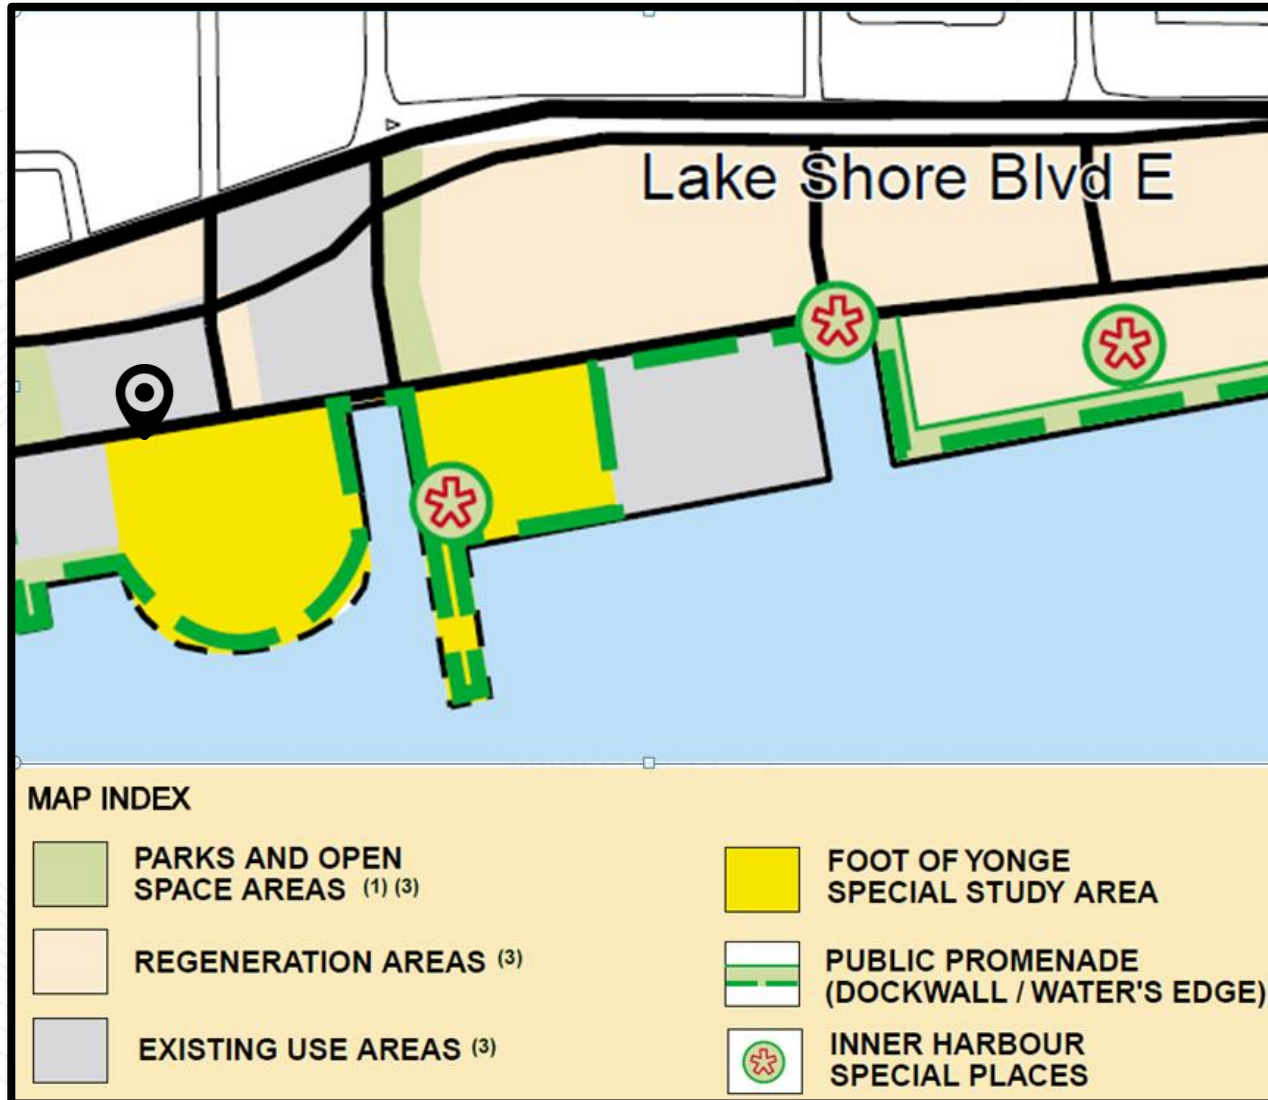 Lake Shore Blvd E
MAP INDEX
PARKS AND OPEN
SPACE AREAS (1) (3)
REGENERATION AREAS (3)
EXISTING USE AREAS (3)
FOOT OF YONGE
SPECIAL STUDY AREA
PUBLIC PROMENADE
(DOCKWALL / WATER'S EDGE)
INNER HARBOUR
SPECIAL PLACES